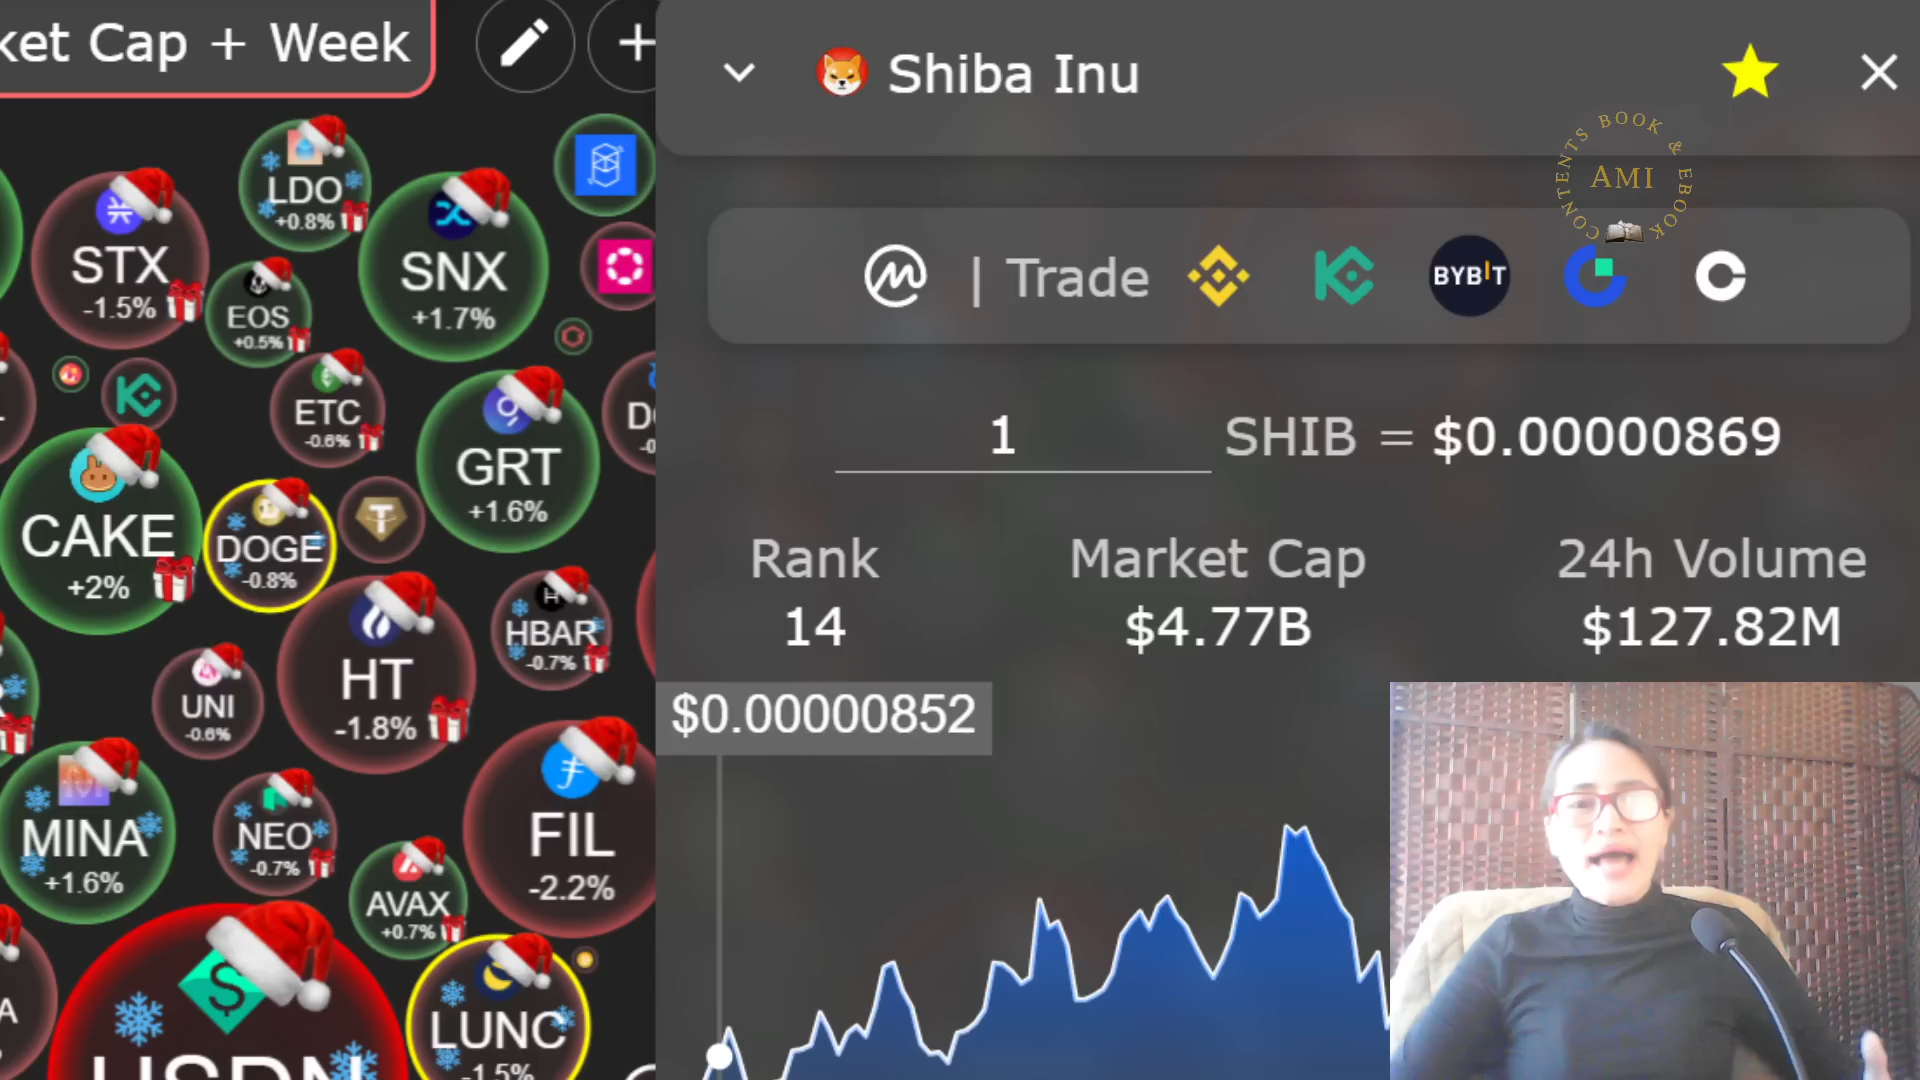 ket Cap + Week
Shiba Inu
CONTENTS BOOK & EBOOK
AMI
| Trade
BYBIT
1 SHIB = $0.00000869
Rank
14
Market Cap
$4.77B
24h Volume
$127.82M
$0.00000852
LDO
+0.8%
STX
-1.5%
SNX
+1.7%
EOS
+0.5%
ETC
-0.6%
GRT
+1.6%
CAKE
+2%
DOGE
-0.8%
HT
-1.8%
HBAR
-0.7%
UNI
-0.6%
MINA
+1.6%
NEO
-0.7%
FIL
-2.2%
AVAX
+0.7%
USDN
LUNC
-1.5%